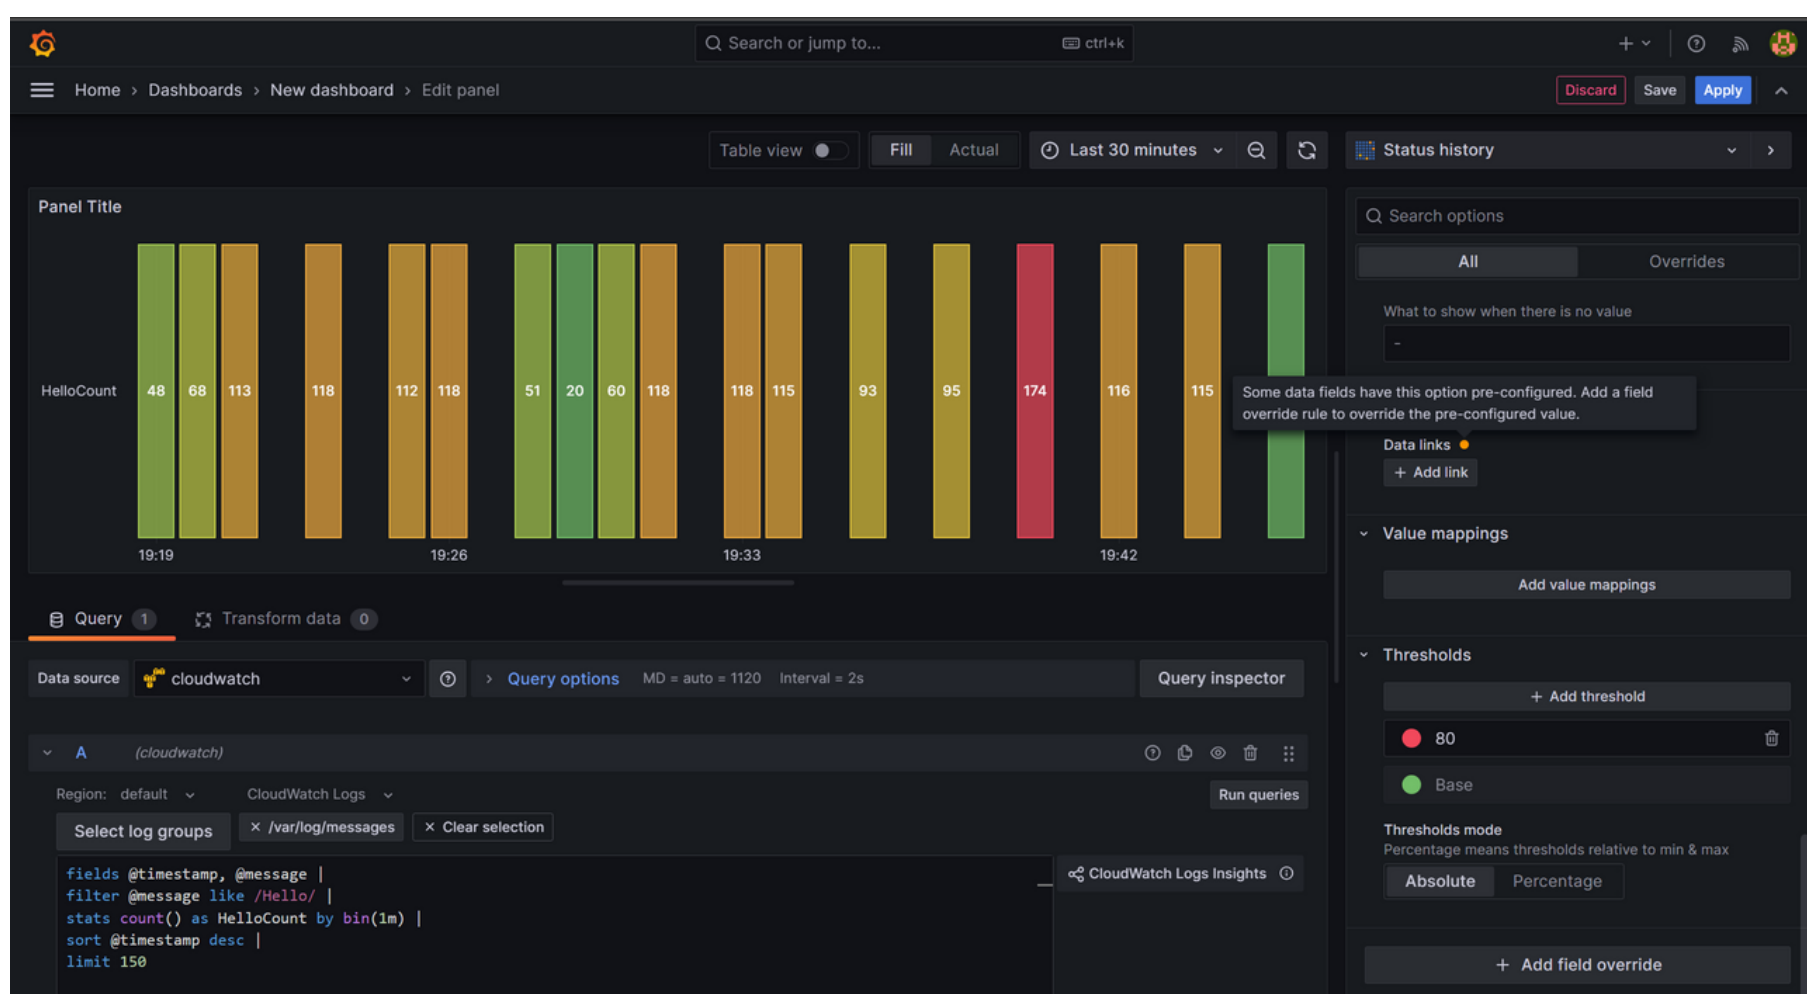 Search or jump to...
ctrl+k
Home > Dashboards > New dashboard > Edit panel
Discard
Save
Apply
Table view
Fill
Actual
Last 30 minutes
Status history
Panel Title
HelloCount
48 68 113 118 112 118 51 20 60 118 118 115 93 95 174 116 115
19:19 19:26 19:33 19:42
Search options
All
Overrides
What to show when there is no value
-
Some data fields have this option pre-configured. Add a field
override rule to override the pre-configured value.
Data links
+ Add link
Value mappings
Add value mappings
Thresholds
+ Add threshold
80
Base
Thresholds mode
Percentage means thresholds relative to min & max
Absolute
Percentage
+ Add field override
Query 1
Transform data 0
Data source
cloudwatch
> Query options MD = auto = 1120 Interval = 2s
Query inspector
A (cloudwatch)
Region: default
CloudWatch Logs
Run queries
Select log groups
× /var/log/messages
× Clear selection
fields @timestamp, @message |
filter @message like /Hello/ |
stats count() as HelloCount by bin(1m) |
sort @timestamp desc |
limit 150
CloudWatch Logs Insights